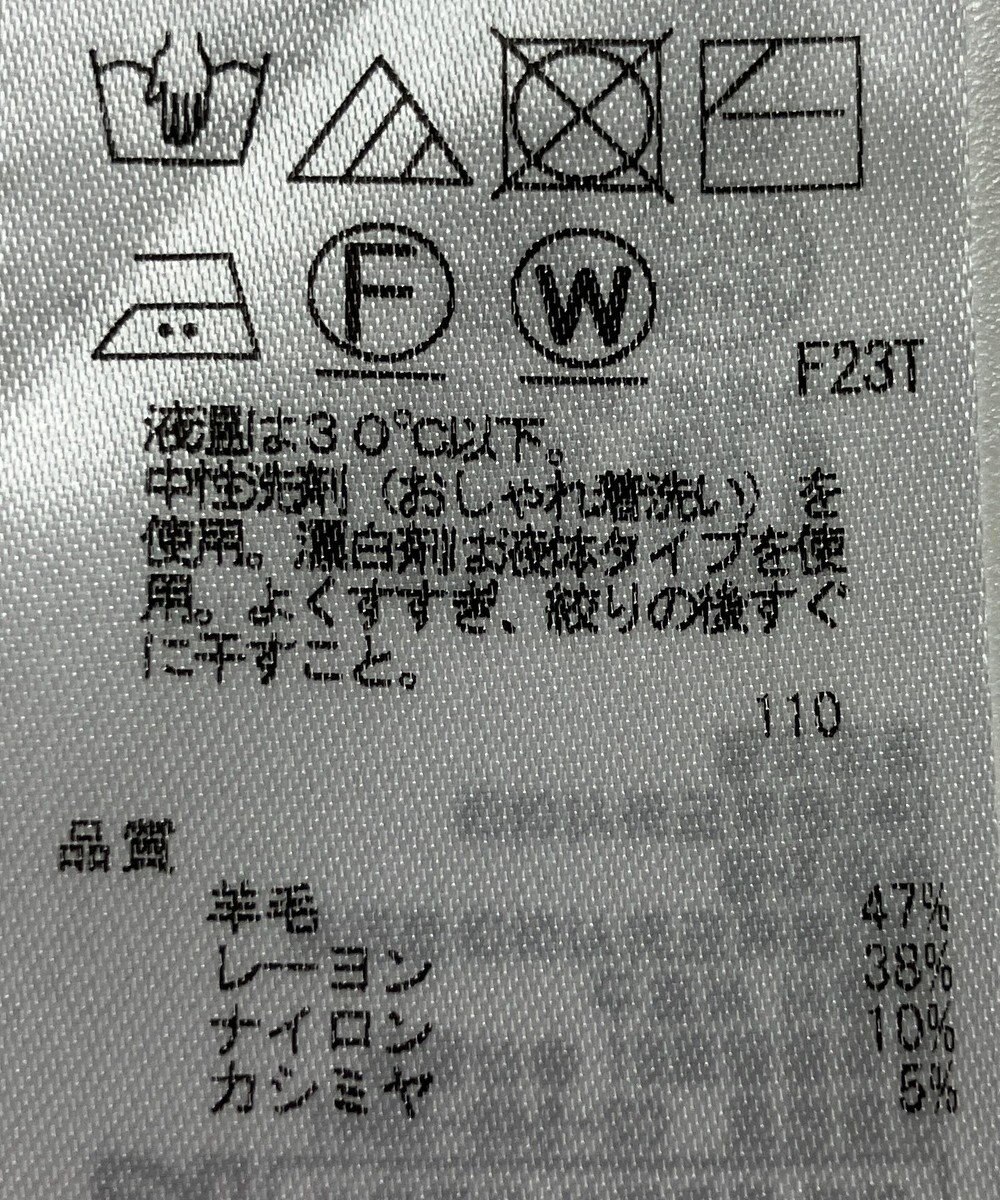 F
W
F23T
液温は30℃以下。
中性洗剤(おしゃれ着洗い)を
使用。漂白剤は液体タイプを使
用。よくすすぎ、絞りの後すぐ
に干すこと。
110
品質
羊毛 47%
レーヨン 38%
ナイロン 10%
カシミヤ 5%